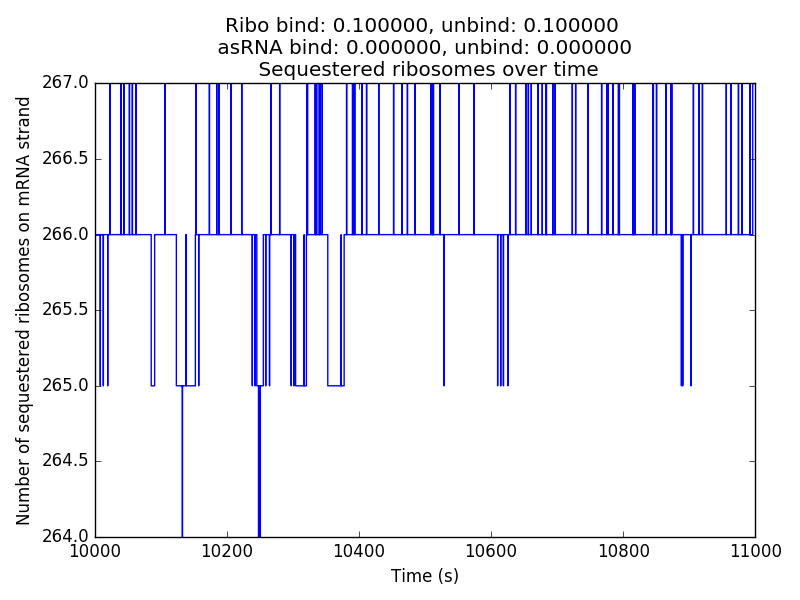 Ribo bind: 0.100000, unbind: 0.100000
asRNA bind: 0.000000, unbind: 0.000000
Sequestered ribosomes over time
267.0
266.5
266.0
265.5
265.0
264.5
264.0
Number of sequestered ribosomes on mRNA strand
10000 10200 10400 10600 10800 11000
Time (s)